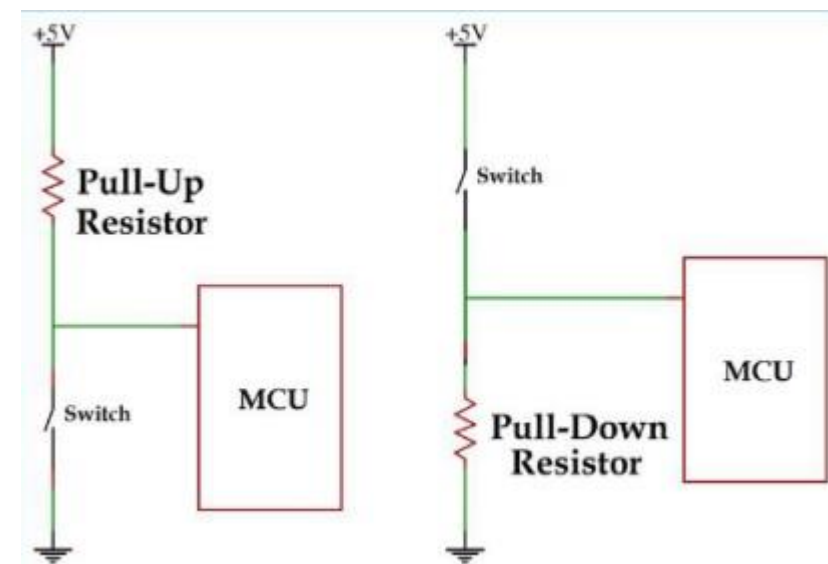 +5V
Pull-Up
Resistor
Switch
MCU
+5V
Switch
MCU
Pull-Down
Resistor